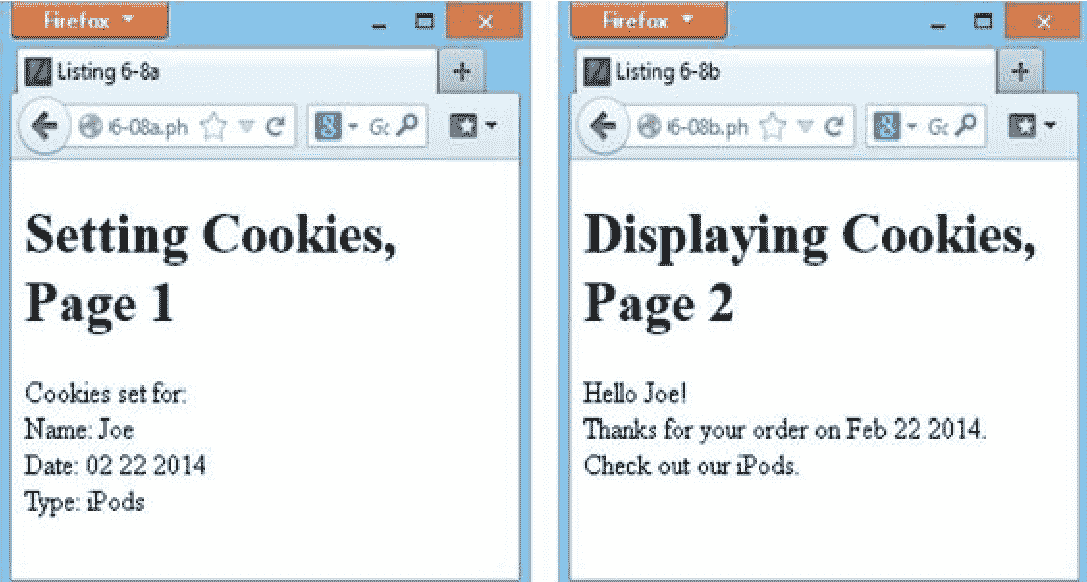 Firefox
Listing 6-8a
i6-08a.ph
Setting Cookies,
Page 1
Cookies set for:
Name: Joe
Date: 02 22 2014
Type: iPods
Firefox
Listing 6-8b
i6-08b.ph
Displaying Cookies,
Page 2
Hello Joe!
Thanks for your order on Feb 22 2014.
Check out our iPods.